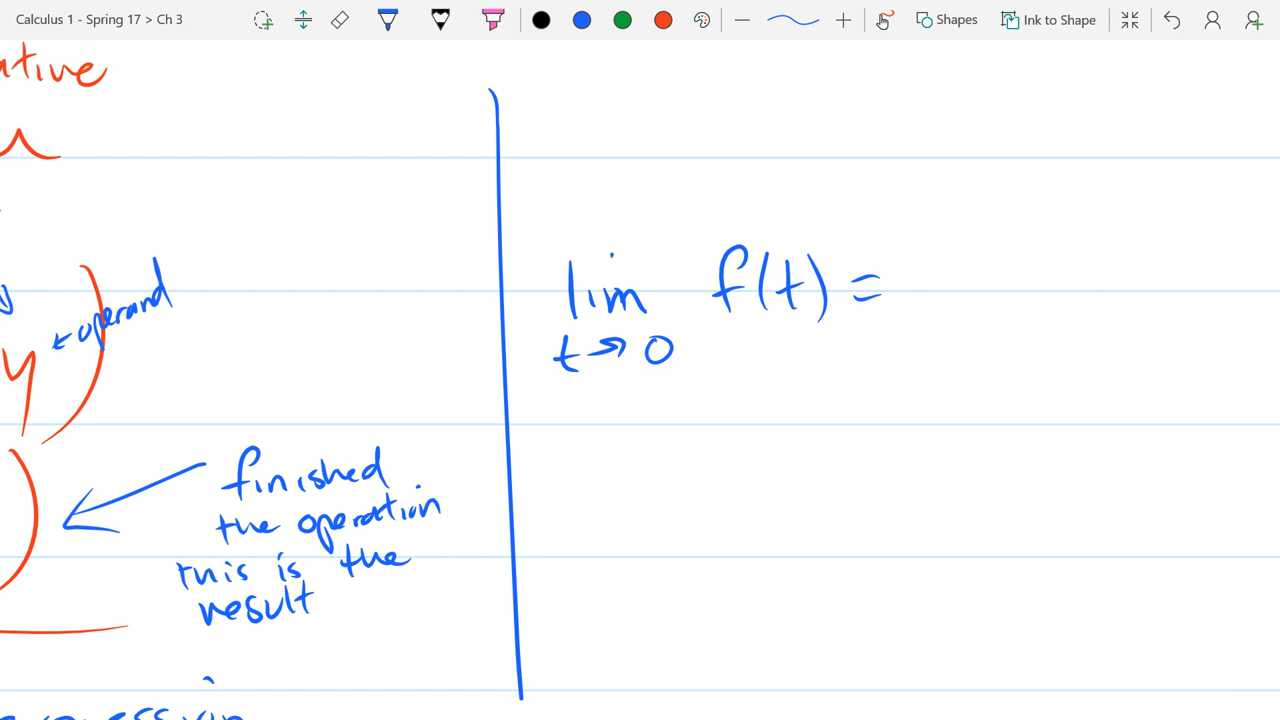 Calculus 1 - Spring 17 > Ch 3
Shapes
Ink to Shape
ative
operand
y
finished
the operation
this is the
result
lim f(t) =
t → 0